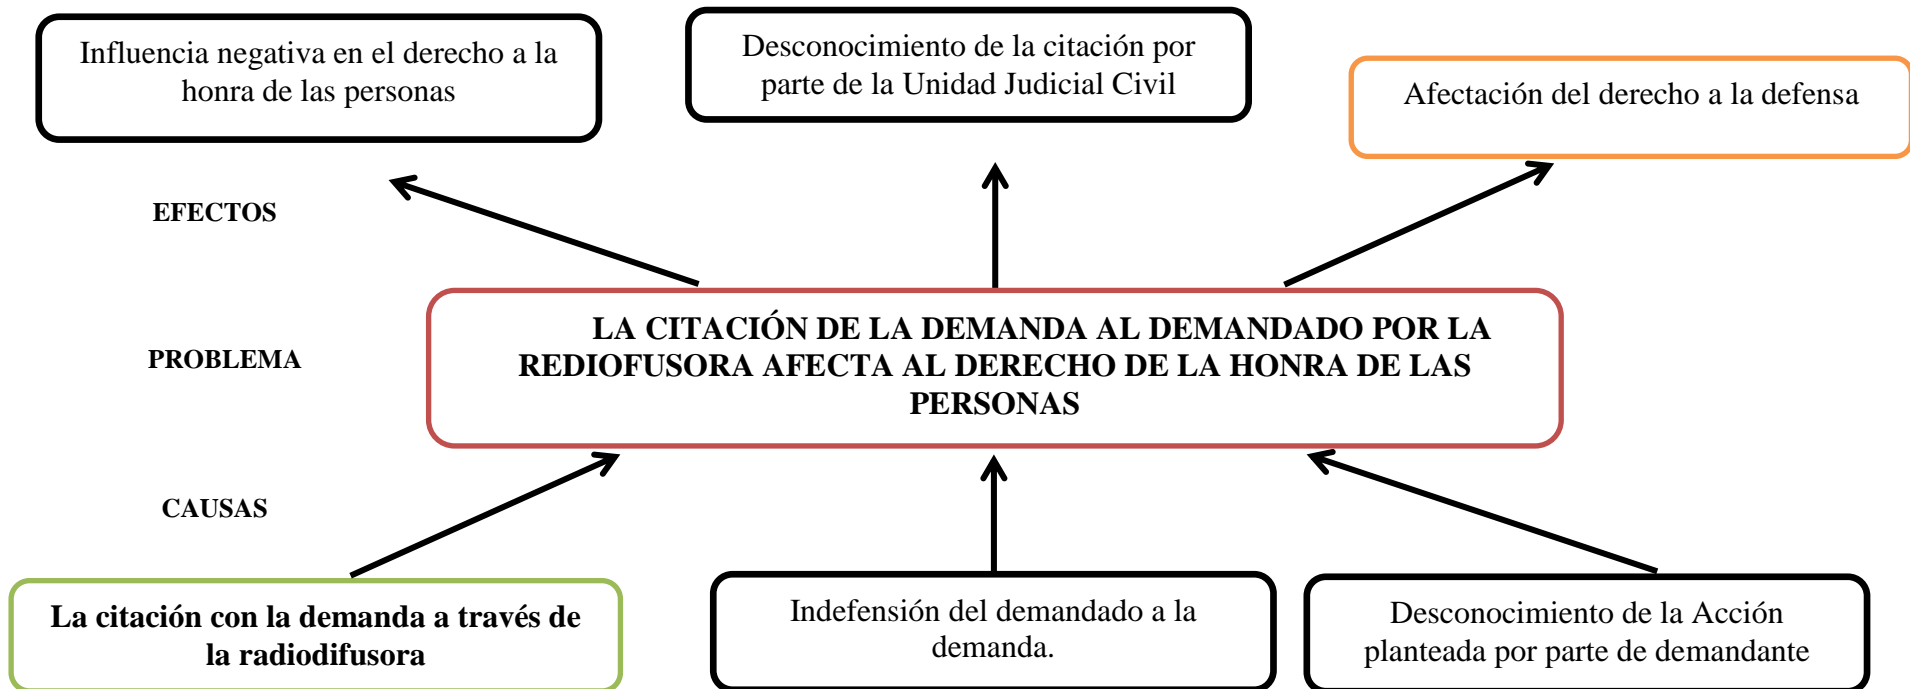 Influencia negativa en el derecho a la
honra de las personas
Desconocimiento de la citación por
parte de la Unidad Judicial Civil
Afectación del derecho a la defensa
EFECTOS
PROBLEMA
LA CITACIÓN DE LA DEMANDA AL DEMANDADO POR LA
REDIOFUSORA AFECTA AL DERECHO DE LA HONRA DE LAS
PERSONAS
CAUSAS
La citación con la demanda a través de
la radiodifusora
Indefensión del demandado a la
demanda.
Desconocimiento de la Acción
planteada por parte de demandante